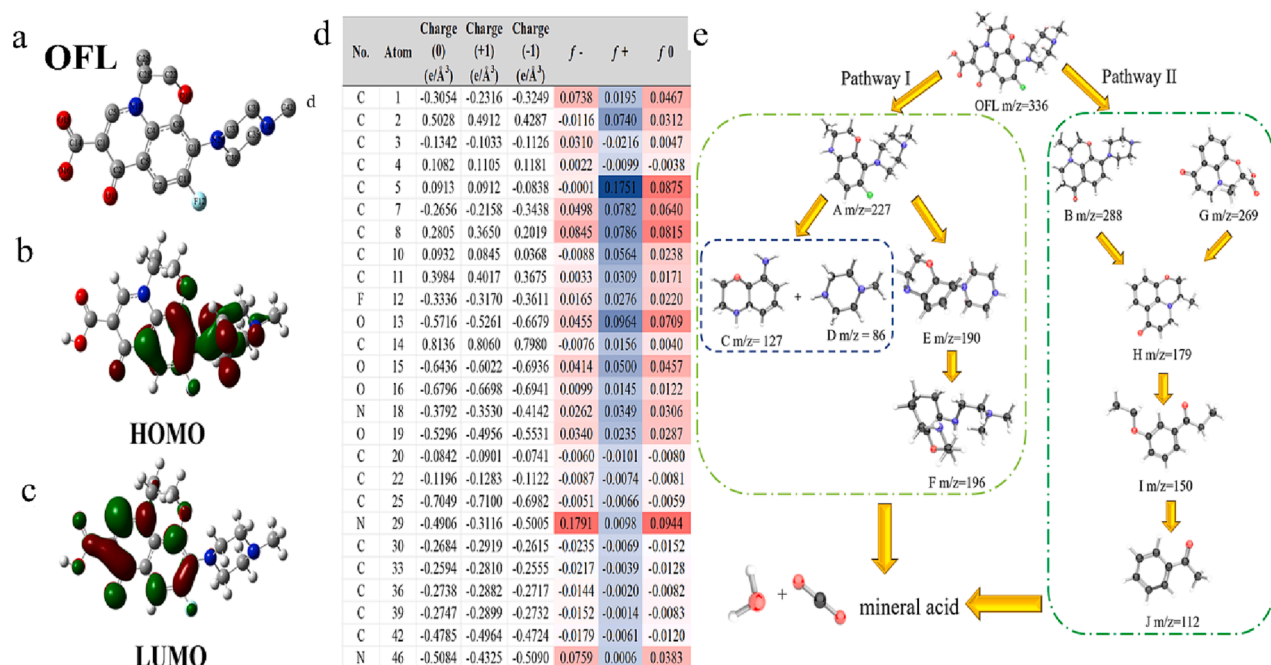 a
OFL
b
HOMO
c
LUMO
d
d
No. Atom Charge (0) (e/Å³) Charge (+1) (e/Å³) Charge (-1) (e/Å³) f - f + f 0
C 1 -0.3054 -0.2316 -0.3249 0.0738 0.0195 0.0467
C 2 0.5028 0.4912 0.4287 -0.0116 0.0740 0.0312
C 3 -0.1342 -0.1033 -0.1126 0.0310 -0.0216 0.0047
C 4 0.1082 0.1105 0.1181 0.0022 -0.0099 -0.0038
C 5 0.0913 0.0912 -0.0838 -0.0001 0.1751 0.0875
C 7 -0.2656 -0.2158 -0.3438 0.0498 0.0782 0.0640
C 8 0.2805 0.3650 0.2019 0.0845 0.0786 0.0815
C 10 0.0932 0.0845 0.0368 -0.0088 0.0564 0.0238
C 11 0.3984 0.4017 0.3675 0.0033 0.0309 0.0171
F 12 -0.3336 -0.3170 -0.3611 0.0165 0.0276 0.0220
O 13 -0.5716 -0.5261 -0.6679 0.0455 0.0964 0.0709
C 14 0.8136 0.8060 0.7980 -0.0076 0.0156 0.0040
O 15 -0.6436 -0.6022 -0.6936 0.0414 0.0500 0.0457
O 16 -0.6796 -0.6698 -0.6941 0.0099 0.0145 0.0122
N 18 -0.3792 -0.3530 -0.4142 0.0262 0.0349 0.0306
O 19 -0.5296 -0.4956 -0.5531 0.0340 0.0235 0.0287
C 20 -0.0842 -0.0901 -0.0741 -0.0060 -0.0101 -0.0080
C 22 -0.1196 -0.1283 -0.1122 -0.0087 -0.0074 -0.0081
C 25 -0.7049 -0.7100 -0.6982 -0.0051 -0.0066 -0.0059
N 29 -0.4906 -0.3116 -0.5005 0.1791 0.0098 0.0944
C 30 -0.2684 -0.2919 -0.2615 -0.0235 -0.0069 -0.0152
C 33 -0.2594 -0.2810 -0.2555 -0.0217 -0.0039 -0.0128
C 36 -0.2738 -0.2882 -0.2717 -0.0144 -0.0020 -0.0082
C 39 -0.2747 -0.2899 -0.2732 -0.0152 -0.0014 -0.0083
C 42 -0.4785 -0.4964 -0.4724 -0.0179 -0.0061 -0.0120
N 46 -0.5084 -0.4325 -0.5090 0.0759 0.0006 0.0383
e
OFL m/z=336
Pathway I
Pathway II
A m/z=227
B m/z=288
G m/z=269
C m/z= 127
+
D m/z= 86
E m/z=190
H m/z=179
F m/z=196
I m/z=150
J m/z=112
+
mineral acid